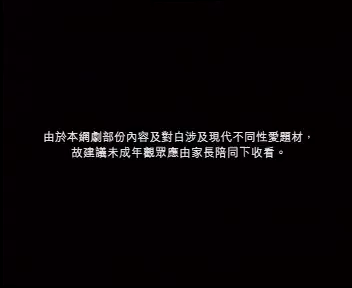 由於本網劇部份內容及對白涉及現代不同性愛題材，
故建議未成年觀眾應由家長陪同下收看。